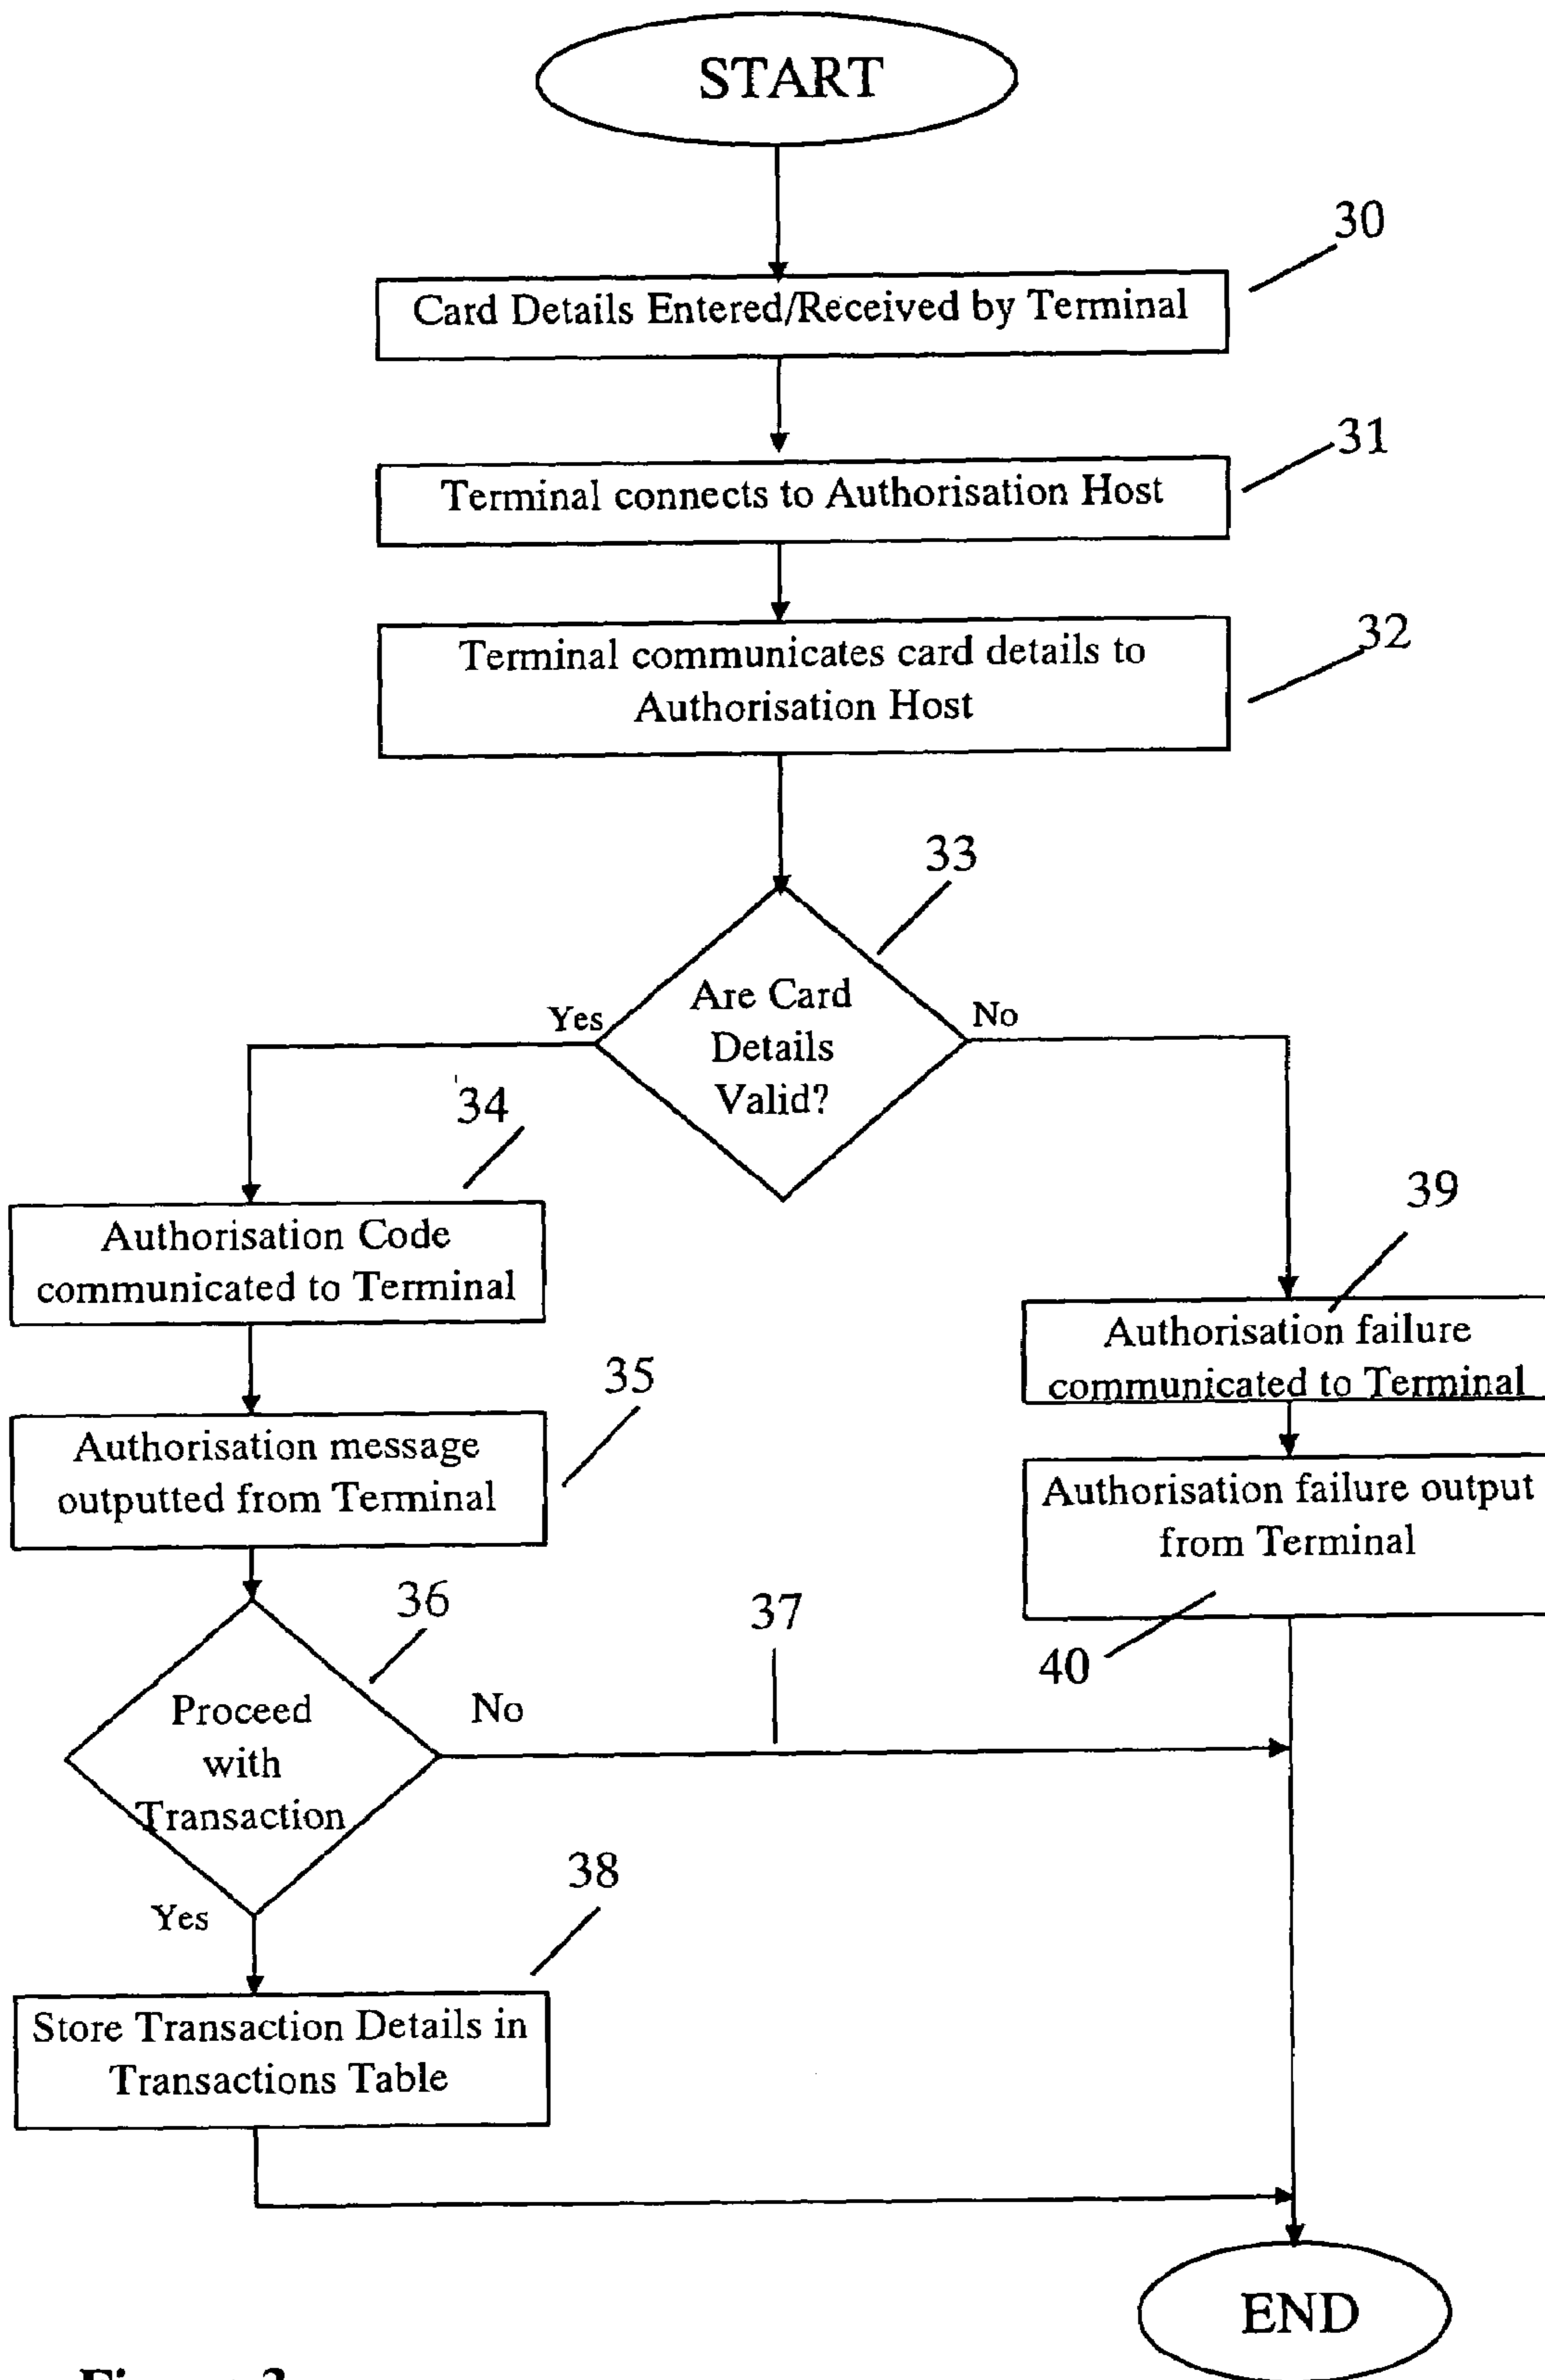 START
30
Card Details Entered/Received by Terminal
31
Terminal connects to Authorisation Host
32
Terminal communicates card details to
Authorisation Host
33
Are Card
Details
Valid?
Yes
No
34
Authorisation Code
communicated to Terminal
39
Authorisation failure
communicated to Terminal
35
Authorisation message
outputted from Terminal
Authorisation failure output
from Terminal
40
36
37
Proceed
with
Transaction
No
Yes
38
Store Transaction Details in
Transactions Table
END
Figure 3